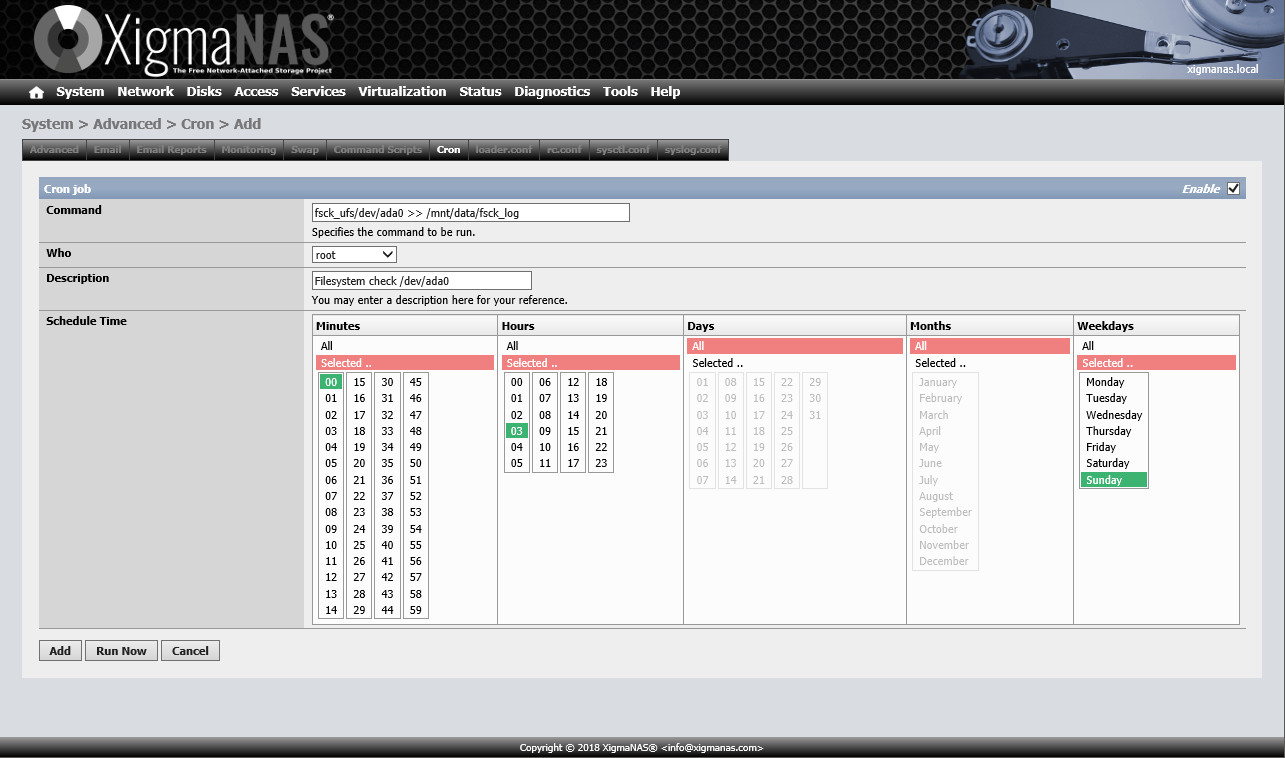 XigmaNAS®
The Free Network-Attached Storage Project
xigmanas.local
System Network Disks Access Services Virtualization Status Diagnostics Tools Help
System > Advanced > Cron > Add
Advanced Email Email Reports Monitoring Swap Command Scripts Cron loader.conf rc.conf sysctl.conf syslog.conf
Cron job Enable
Command fsck_ufs/dev/ada0 >> /mnt/data/fsck_log
Specifies the command to be run.
Who root
Description Filesystem check /dev/ada0
You may enter a description here for your reference.
Schedule Time Minutes Hours Days Months Weekdays
All All All All All
Selected .. Selected .. Selected .. Selected .. Selected ..
00 15 30 45 00 06 12 18 01 08 15 22 29 January Monday
01 16 31 46 01 07 13 19 02 09 16 23 30 February Tuesday
02 17 32 47 02 08 14 20 03 10 17 24 31 March Wednesday
03 18 33 48 03 09 15 21 04 11 18 25 April Thursday
04 19 34 49 04 10 16 22 05 12 19 26 May Friday
05 20 35 50 05 11 17 23 06 13 20 27 June Saturday
06 21 36 51 07 14 21 28 July Sunday
07 22 37 52 August
08 23 38 53 September
09 24 39 54 October
10 25 40 55 November
11 26 41 56 December
12 27 42 57
13 28 43 58
14 29 44 59
Add Run Now Cancel
Copyright © 2018 XigmaNAS® <info@xigmanas.com>